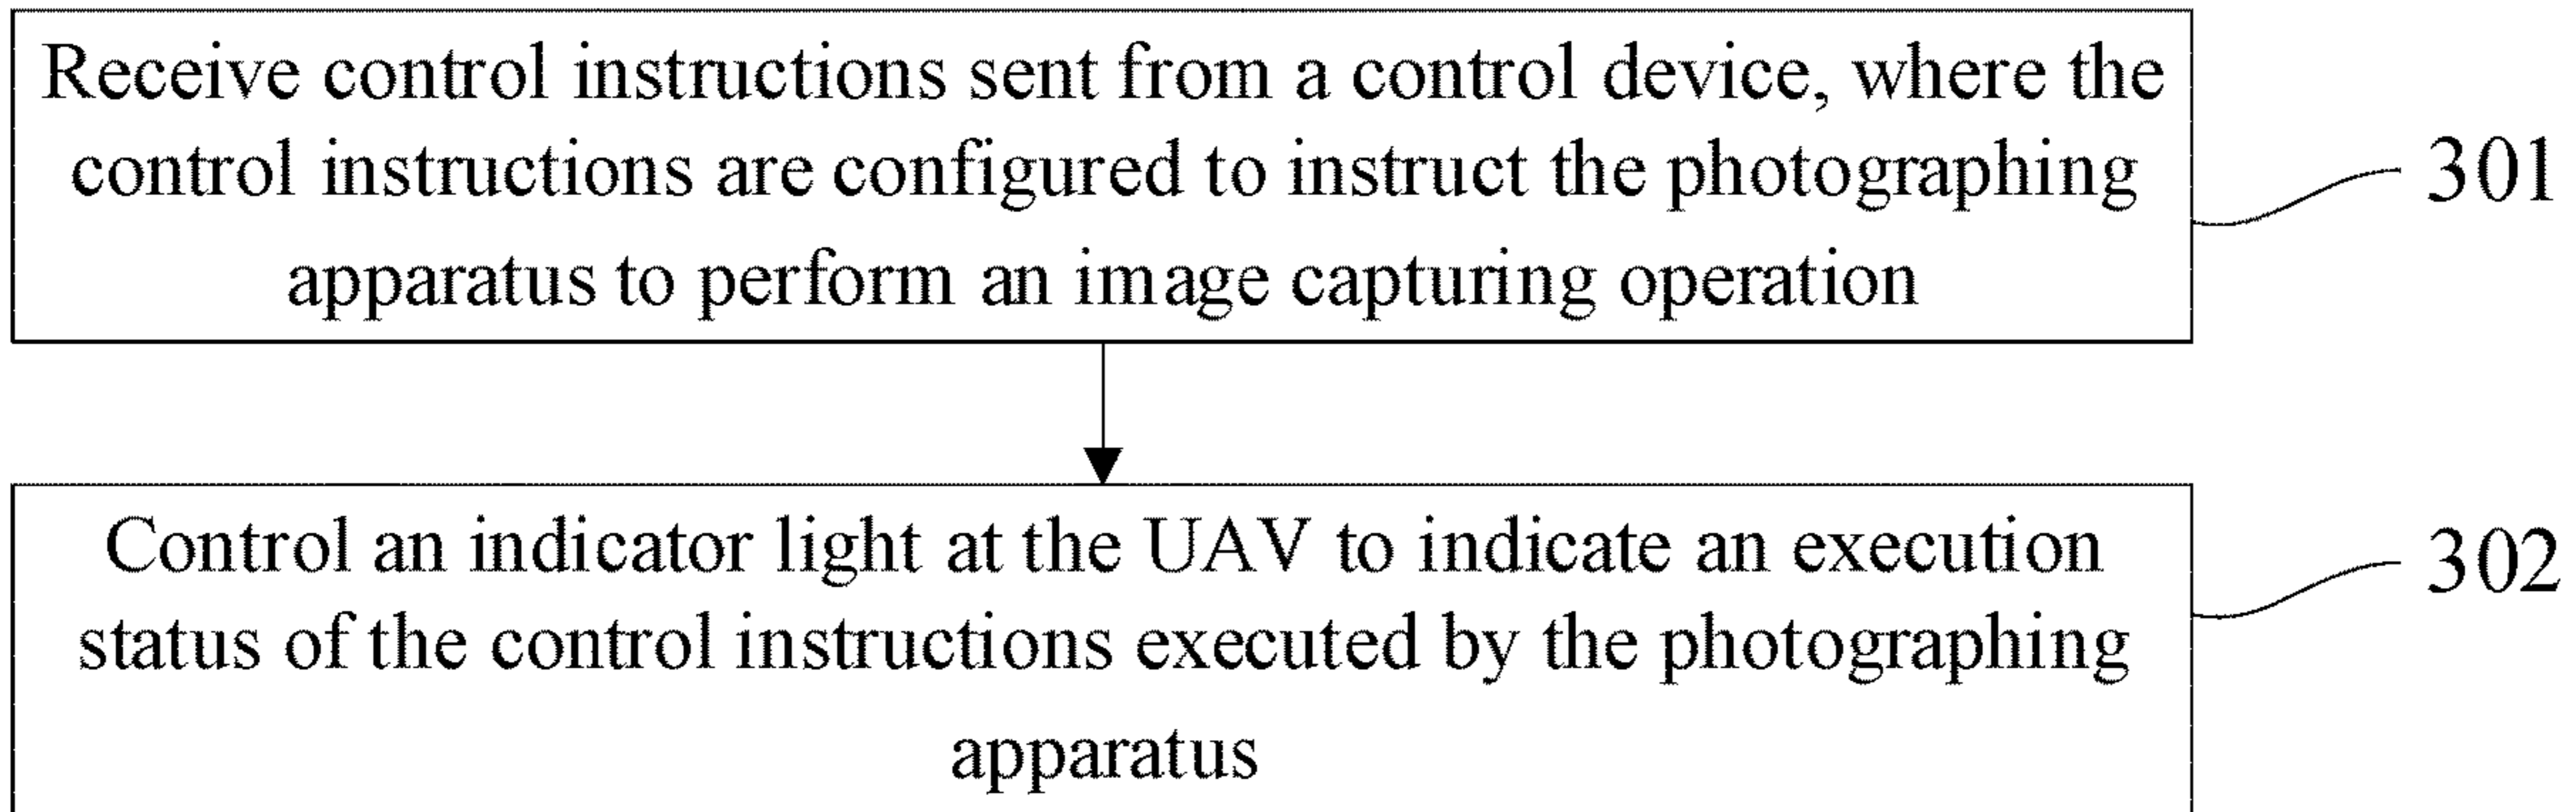 Receive control instructions sent from a control device, where the
control instructions are configured to instruct the photographing
apparatus to perform an image capturing operation
301
Control an indicator light at the UAV to indicate an execution
status of the control instructions executed by the photographing
apparatus
302